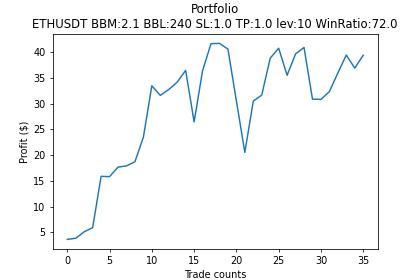 Portfolio
ETHUSDT BBM:2.1 BBL:240 SL:1.0 TP:1.0 lev:10 WinRatio:72.0
40
35
30
25
20
15
10
5
Profit ($)
0 5 10 15 20 25 30 35
Trade counts